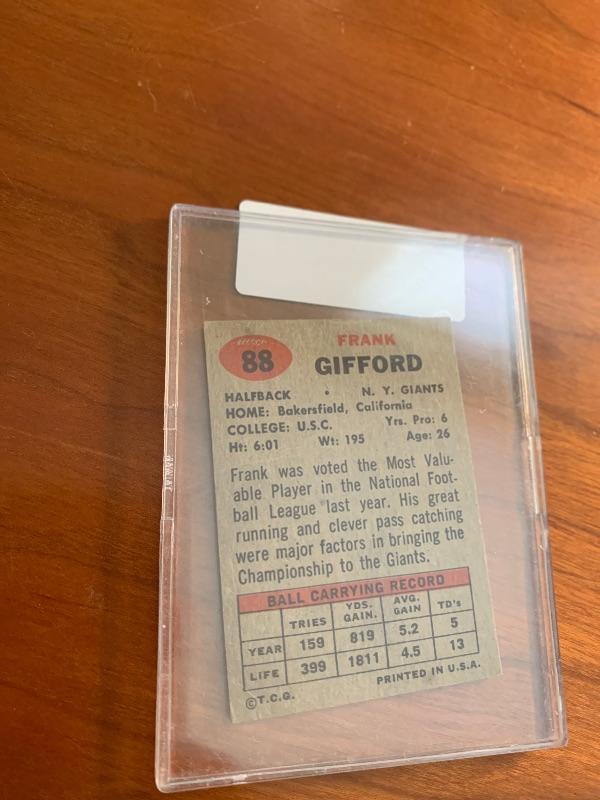 88
FRANK
GIFFORD
HALFBACK • N. Y. GIANTS
HOME: Bakersfield, California
COLLEGE: U.S.C. Yrs. Pro: 6
Ht: 6:01 Wt: 195 Age: 26
Frank was voted the Most Valu-
able Player in the National Foot-
ball League last year. His great
running and clever pass catching
were major factors in bringing the
Championship to the Giants.
BALL CARRYING RECORD
TRIES YDS. GAIN. AVG. GAIN TD's
YEAR 159 819 5.2 5
LIFE 399 1811 4.5 13
©T.C.G. PRINTED IN U.S.A.